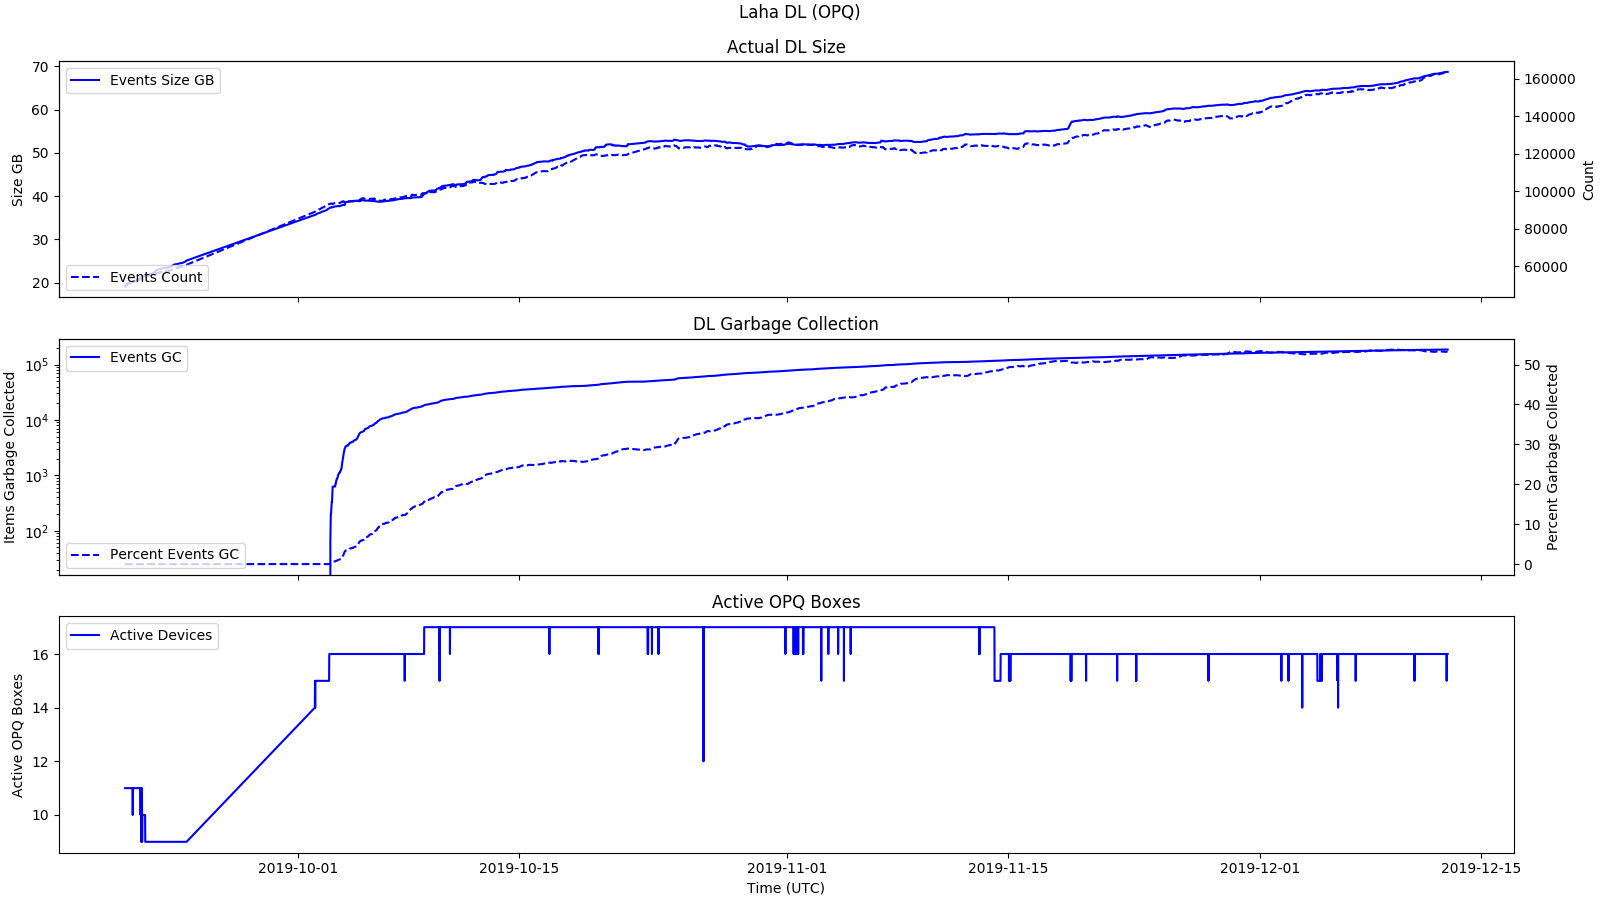 Laha DL (OPQ)
Actual DL Size
Events Size GB
Events Count
Size GB
70
60
50
40
30
20
160000
140000
120000
100000
80000
60000
Count
DL Garbage Collection
Events GC
Percent Events GC
Items Garbage Collected
10^5
10^4
10^3
10^2
50
40
30
20
10
0
Percent Garbage Collected
Active OPQ Boxes
Active Devices
Active OPQ Boxes
16
14
12
10
2019-10-01
2019-10-15
2019-11-01
2019-11-15
2019-12-01
2019-12-15
Time (UTC)